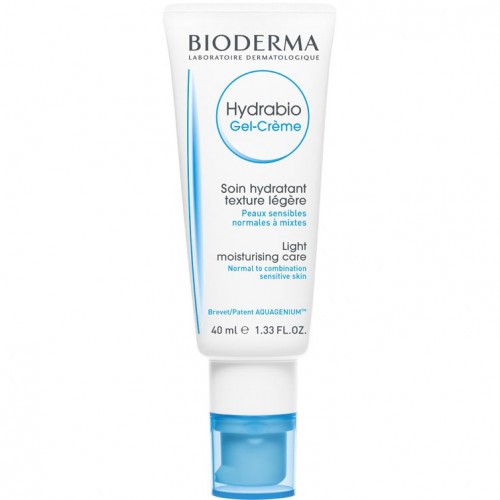 BIODERMA
LABORATOIRE DERMATOLOGIQUE
Hydrabio
Gel-Crème
Soin hydratant
texture légère
Peaux sensibles
normales à mixtes
Light
moisturising care
Normal to combination
sensitive skin
Brevet/Patent AQUAGENIUM™
40 ml ℮ 1.33 FL.OZ.